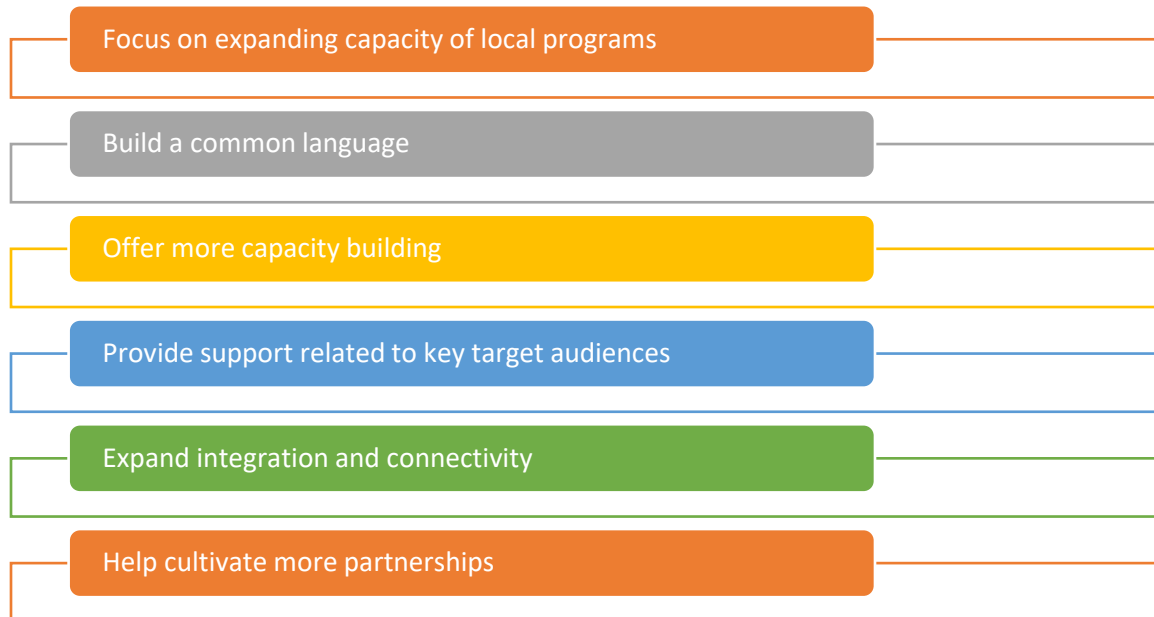 Focus on expanding capacity of local programs
Build a common language
Offer more capacity building
Provide support related to key target audiences
Expand integration and connectivity
Help cultivate more partnerships